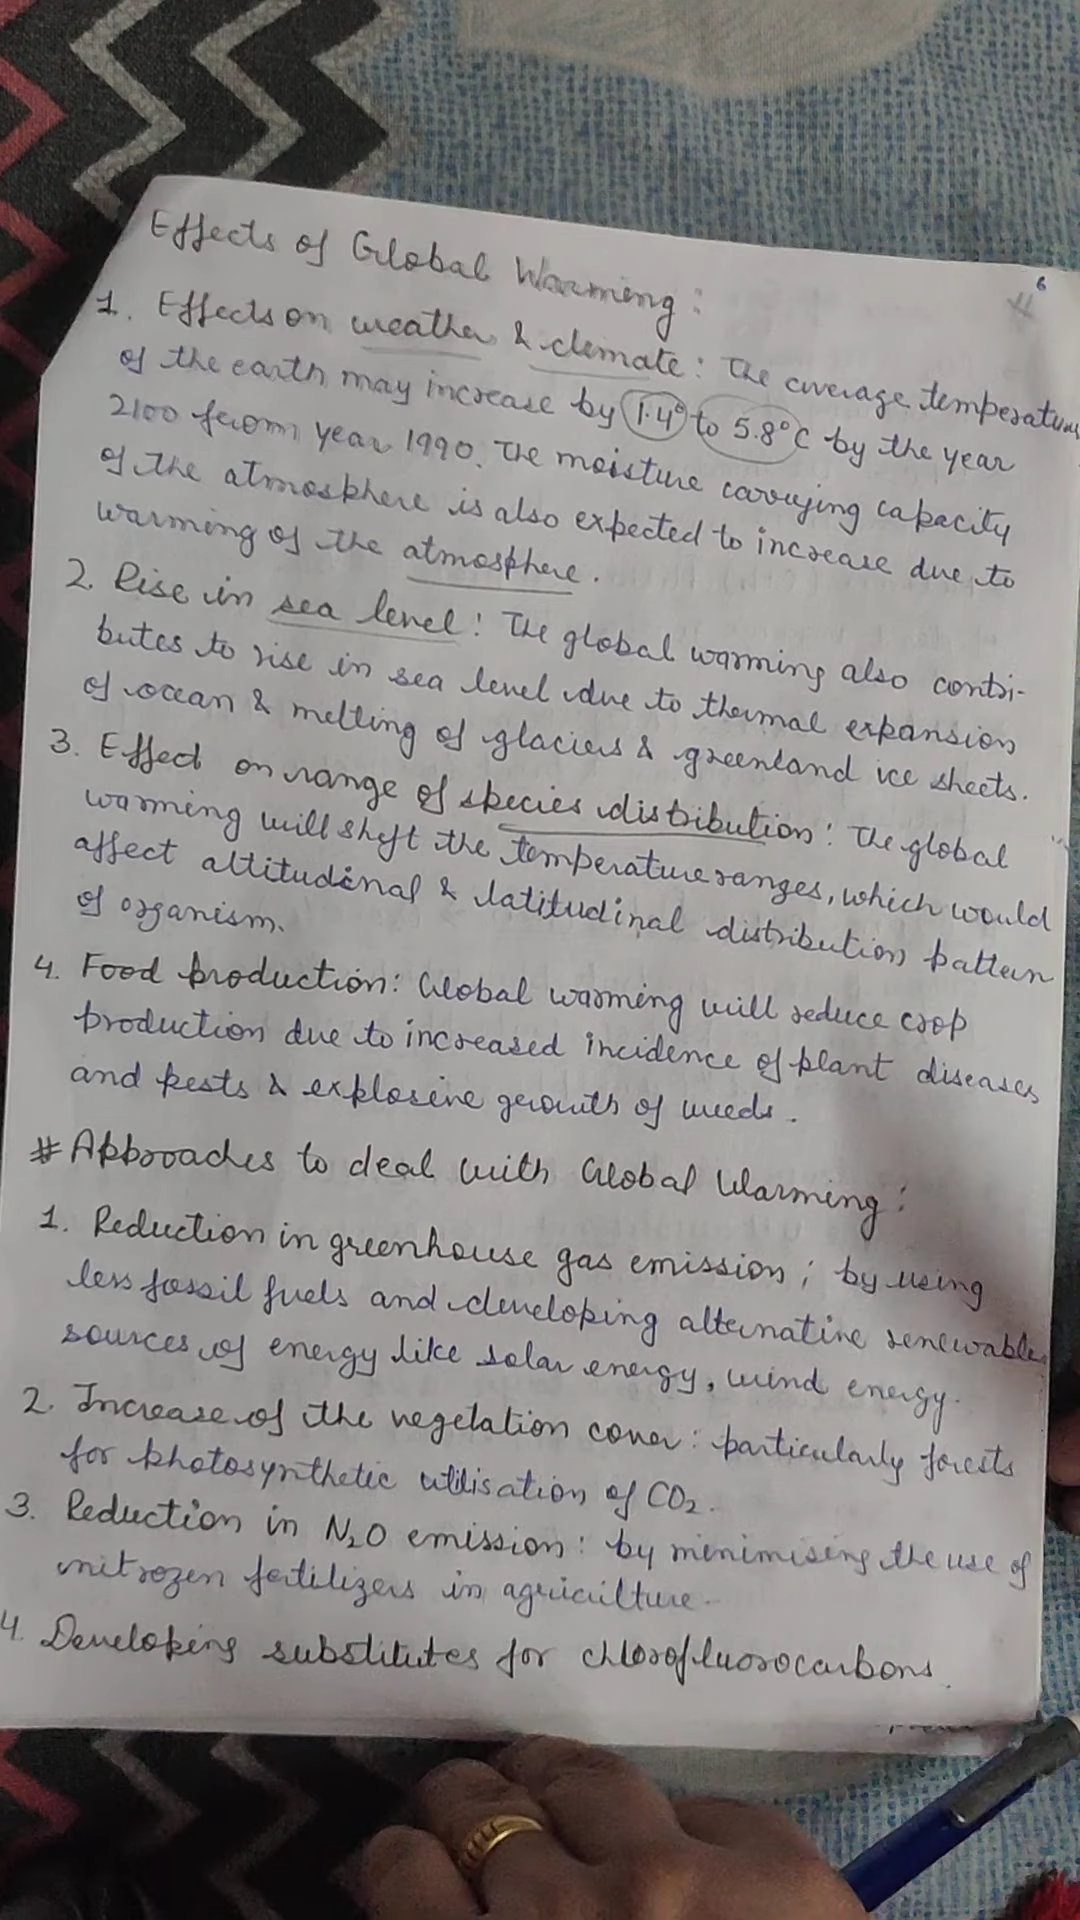 6
Effects of Global Warming:
1. Effects on weather & climate: The average temperature
of the earth may increase by 1.4° to 5.8°C by the year
2100 from year 1990. The moisture carrying capacity
of the atmosphere is also expected to increase due to
warming of the atmosphere.
2. Rise in sea level: The global warming also contri-
butes to rise in sea level due to thermal expansion
of ocean & melting of glaciers & greenland ice sheets.
3. Effect on range of species distribution: The global
warming will shift the temperature ranges, which would
affect altitudinal & latitudinal distribution pattern
of organism.
4. Food production: Global warming will reduce crop
production due to increased incidence of plant diseases
and pests & explosive growth of weeds.
# Approaches to deal with Global Warming:
1. Reduction in greenhouse gas emission; by using
less fossil fuels and developing alternative renewable
sources of energy like solar energy, wind energy.
2. Increase of the vegetation cover: particularly forests
for photosynthetic utilisation of CO₂.
3. Reduction in N₂O emission: by minimising the use of
nitrozen fertilizers in agriculture.
4. Developing substitutes for chlorofluorocarbons.